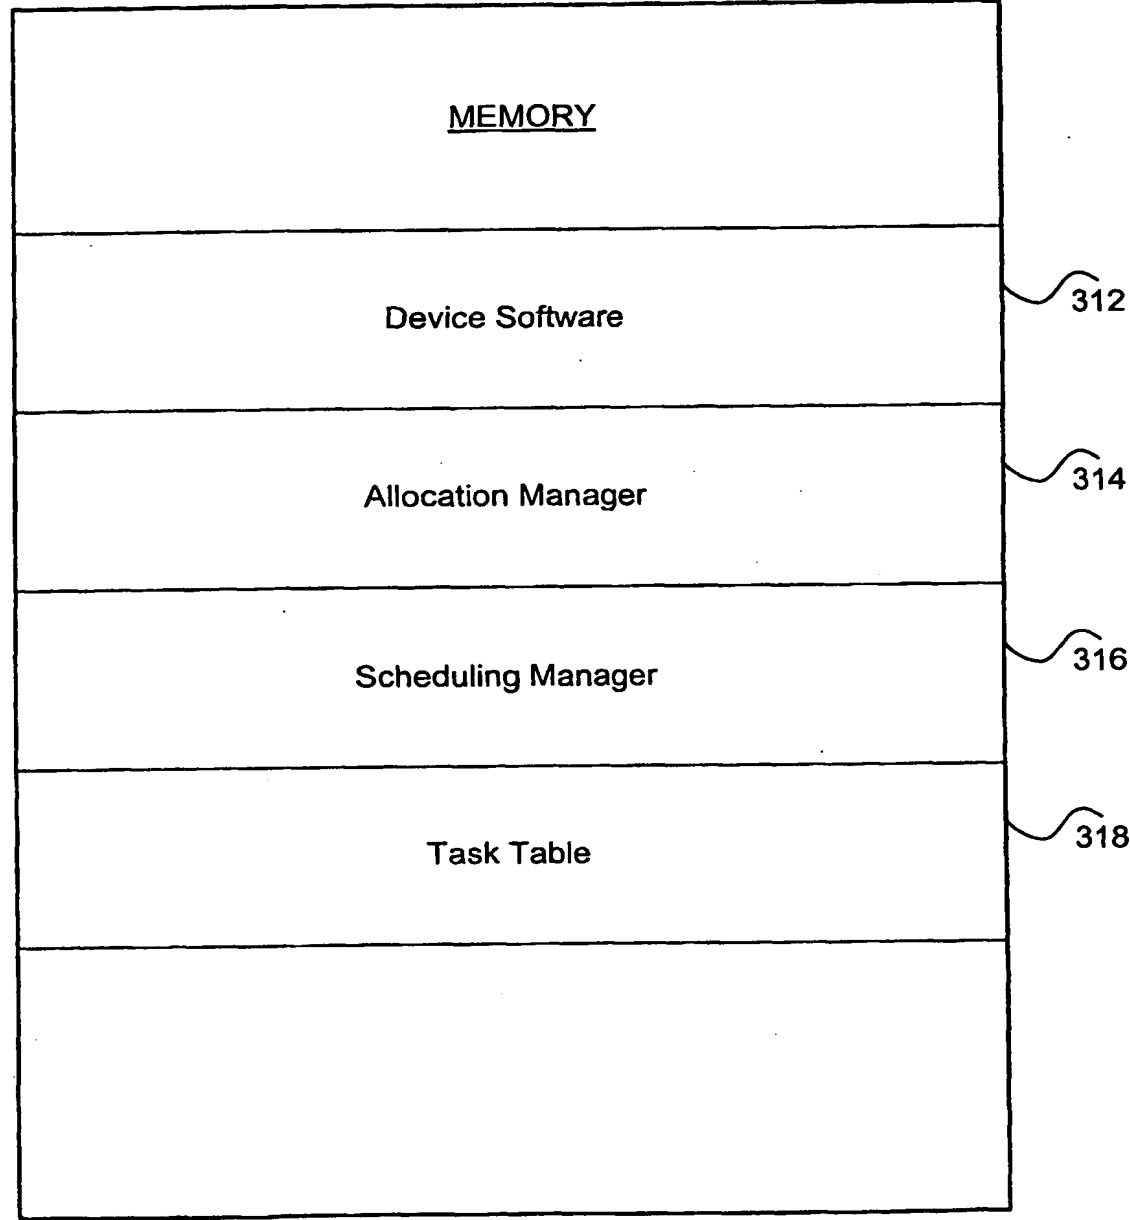 MEMORY
Device Software
312
Allocation Manager
314
Scheduling Manager
316
Task Table
318